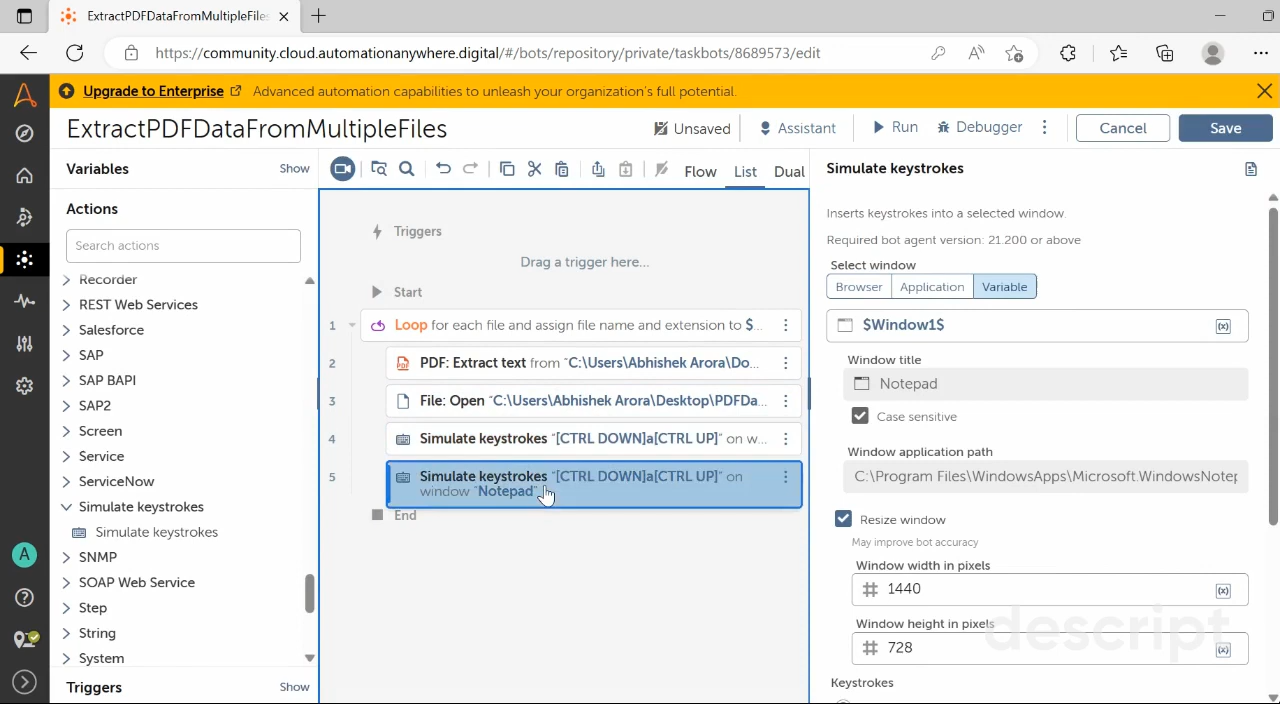 ExtractPDFDataFromMultipleFiles
https://community.cloud.automationanywhere.digital/#/bots/repository/private/taskbots/8689573/edit
Upgrade to Enterprise Advanced automation capabilities to unleash your organization's full potential.
ExtractPDFDataFromMultipleFiles
Unsaved Assistant Run Debugger Cancel Save
Variables Show
Flow List Dual
Actions
Search actions
Recorder
REST Web Services
Salesforce
SAP
SAP BAPI
SAP2
Screen
Service
ServiceNow
Simulate keystrokes
Simulate keystrokes
SNMP
SOAP Web Service
Step
String
System
Triggers Show
A
Triggers
Drag a trigger here...
Start
1 Loop for each file and assign file name and extension to $...
2 PDF: Extract text from "C:\Users\Abhishek Arora\Do...
3 File: Open "C:\Users\Abhishek Arora\Desktop\PDFDa...
4 Simulate keystrokes "[CTRL DOWN]a[CTRL UP]" on w...
5 Simulate keystrokes "[CTRL DOWN]a[CTRL UP]" on
window "Notepad"
End
Simulate keystrokes
Inserts keystrokes into a selected window.
Required bot agent version: 21.200 or above
Select window
Browser Application Variable
$Window1$ (x)
Window title
Notepad
Case sensitive
Window application path
C:\Program Files\WindowsApps\Microsoft.WindowsNotep
Resize window
May improve bot accuracy
Window width in pixels
# 1440 (x)
Window height in pixels
# 728 (x)
Keystrokes
descript